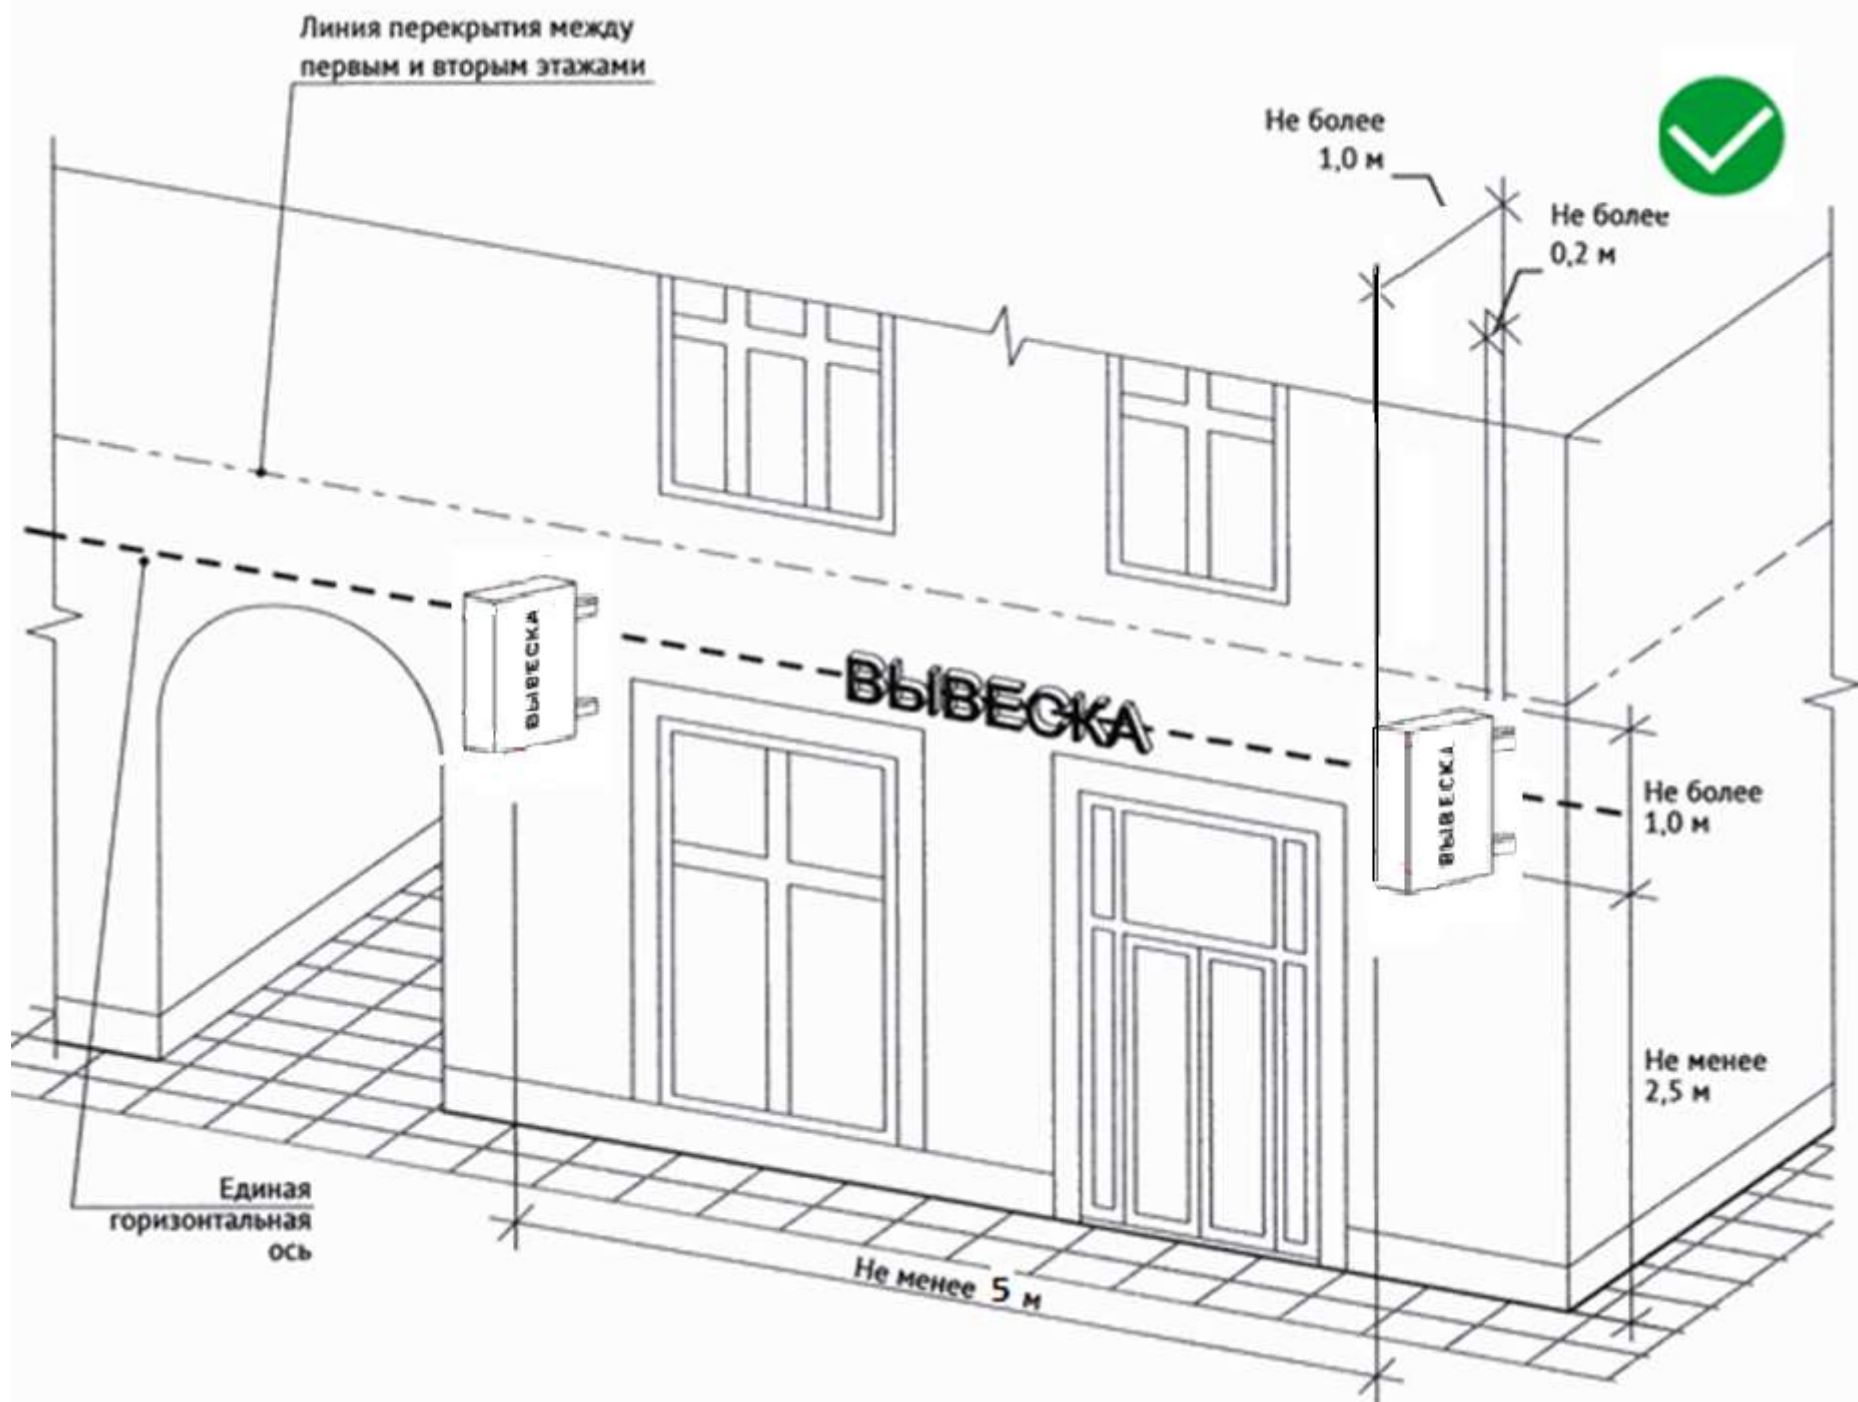 Линия перекрытия между
первым и вторым этажами
Не более
1,0 м
Не более
0,2 м
ВЫВЕСКА
ВЫВЕСКА
ВЫВЕСКА
Не более
1,0 м
Не менее
2,5 м
Единая
горизонтальная
ось
Не менее 5 м